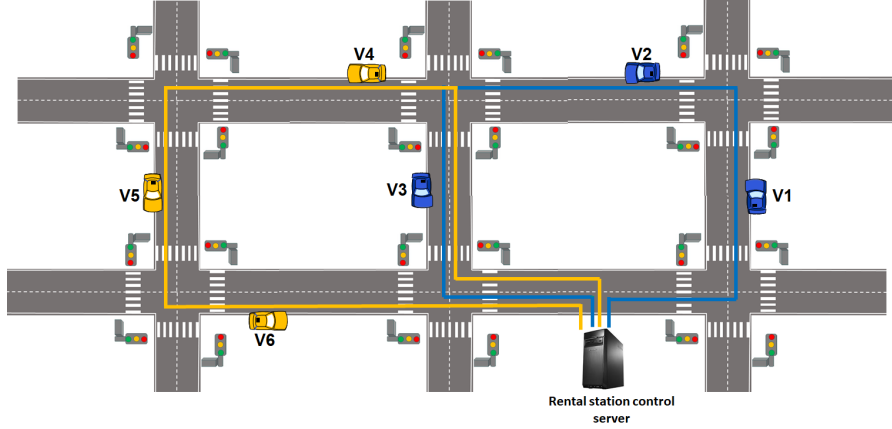 V4
V2
V5
V3
V1
V6
Rental station control
server